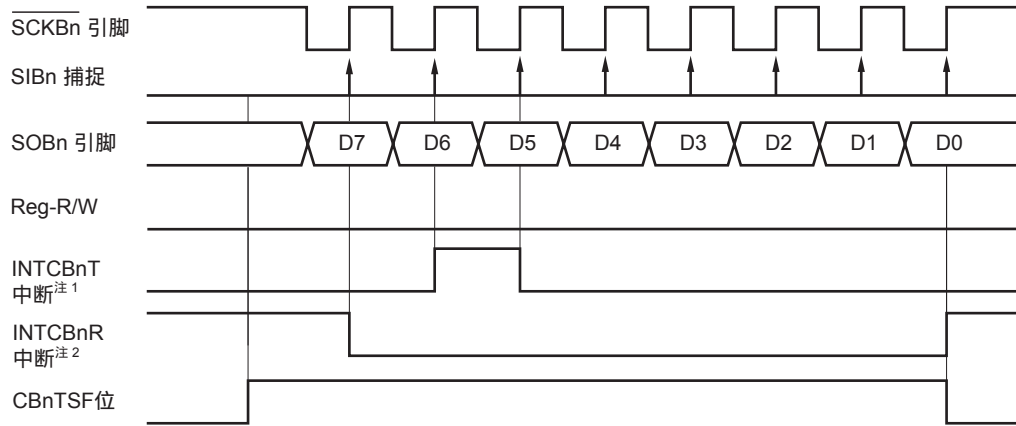 SCKBn 引脚
SIBn 捕捉
SOBn 引脚
D7 D6 D5 D4 D3 D2 D1 D0
Reg-R/W
INTCBnT
中断注 1
INTCBnR
中断注 2
CBnTSF位